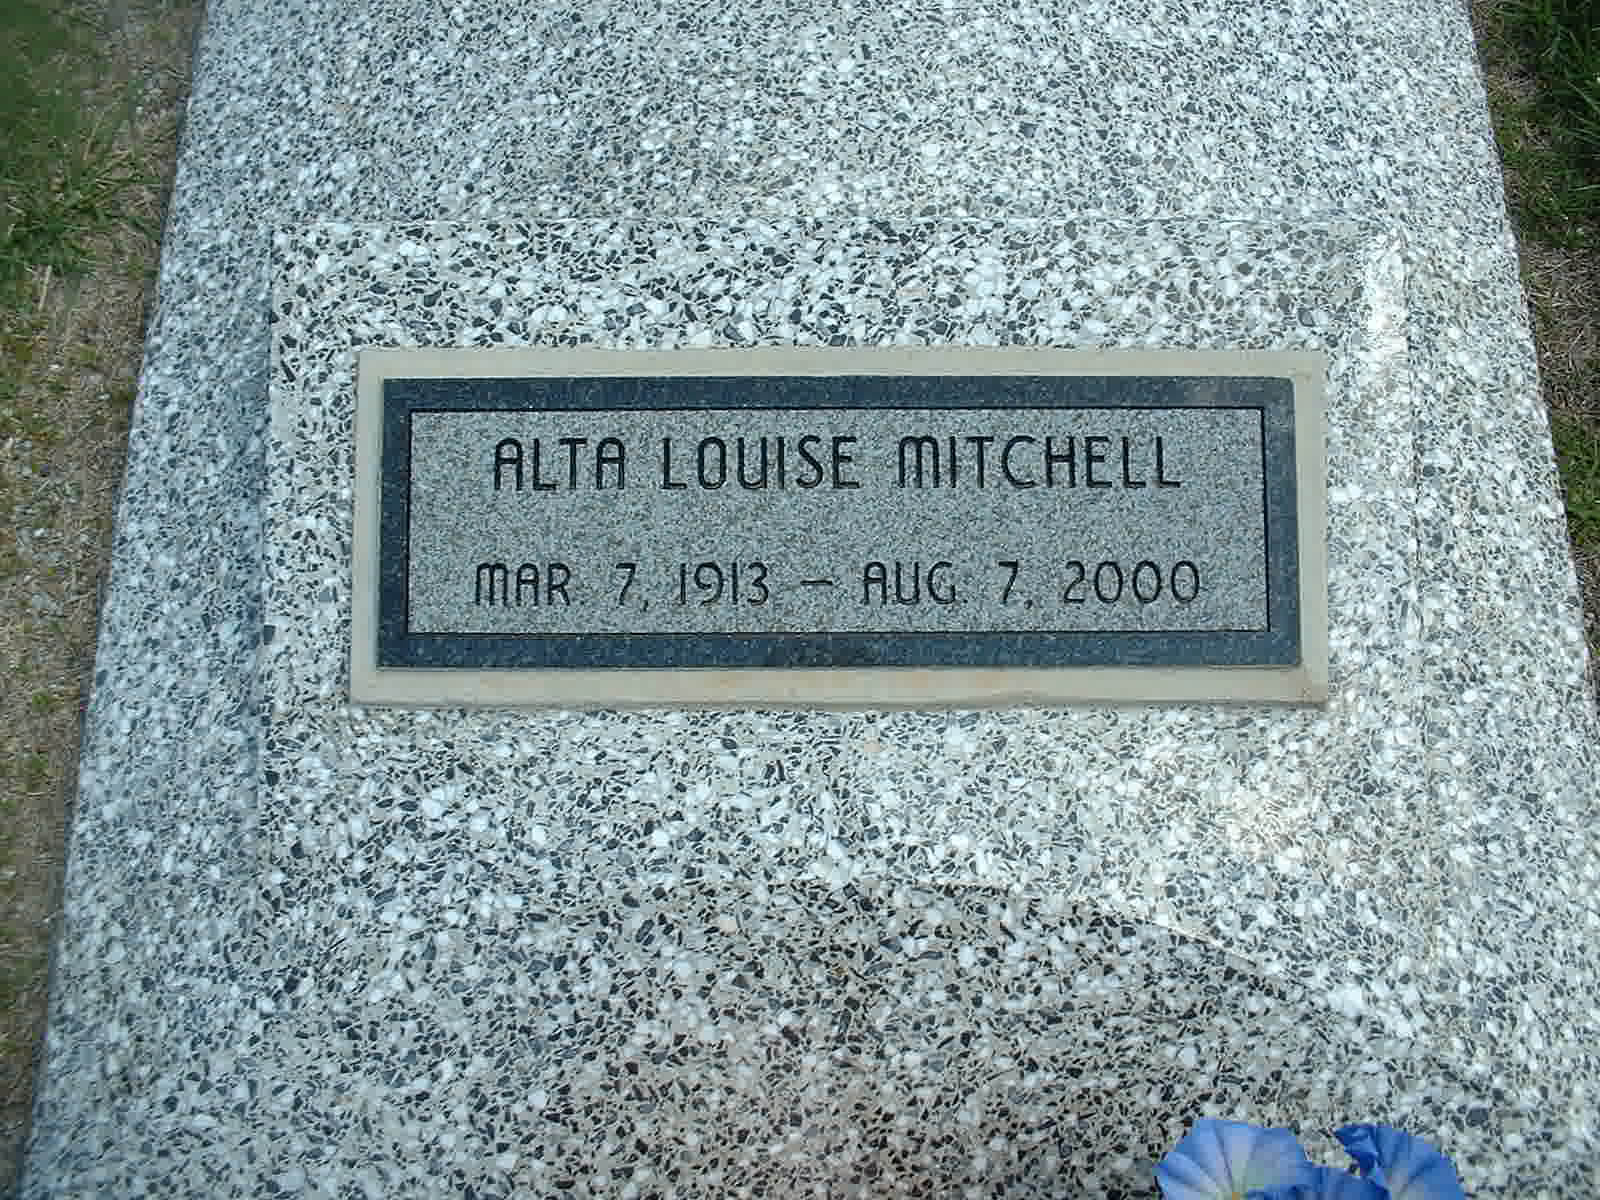 ALTA LOUISE MITCHELL
MAR. 7, 1913 – AUG 7, 2000